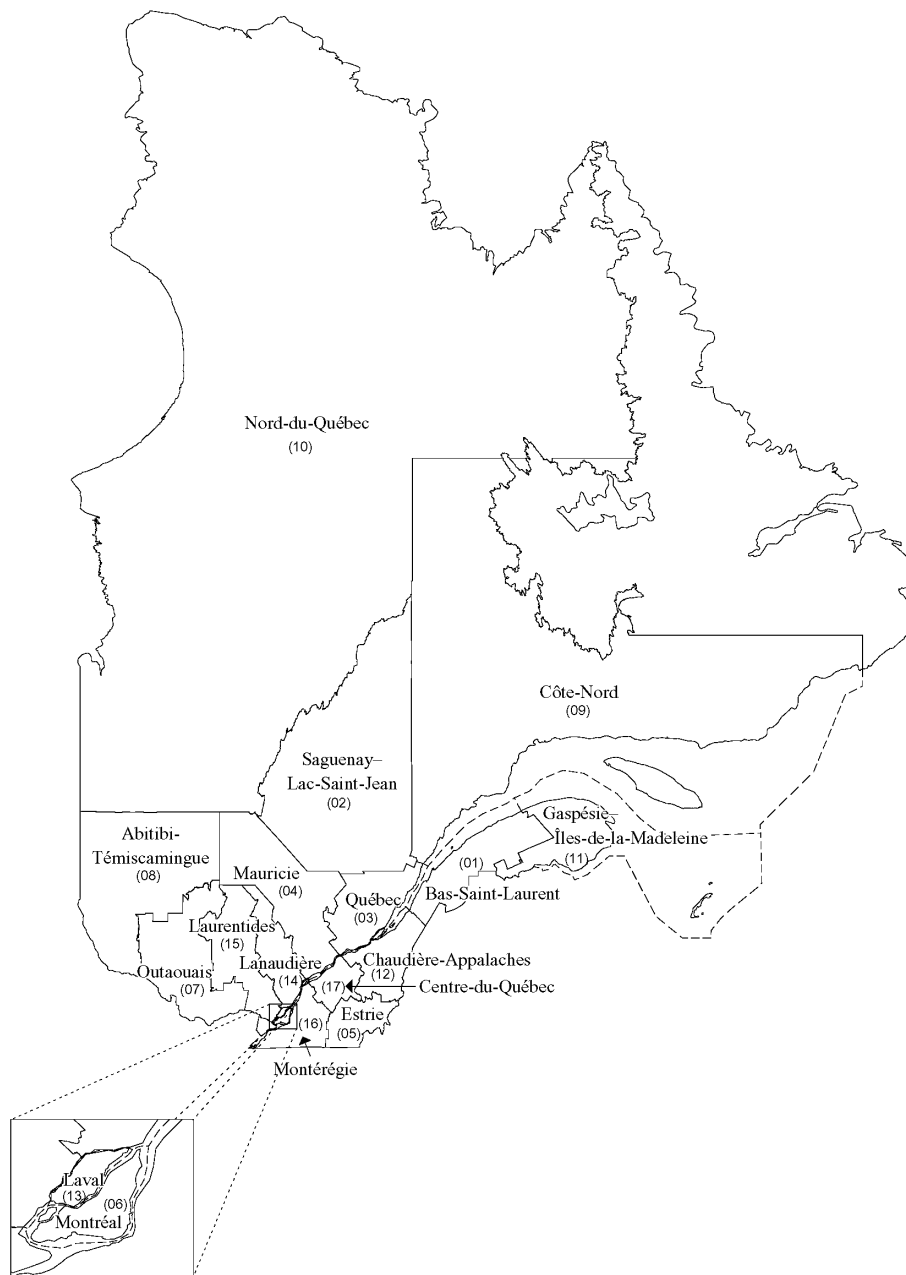 Nord-du-Québec
(10)
Côte-Nord
(09)
Saguenay–
Lac-Saint-Jean
(02)
Gaspésie–
Îles-de-la-Madeleine
(11)
Abitibi-
Témiscamingue
(08)
Mauricie
(04)
(01)
Bas-Saint-Laurent
Québec
(03)
Laurentides
(15)
Outaouais
(07)
Lanaudière
(14)
Chaudière-Appalaches
(12)
(17)
Centre-du-Québec
Estrie
(05)
(16)
Montérégie
Laval
(13)
(06)
Montréal